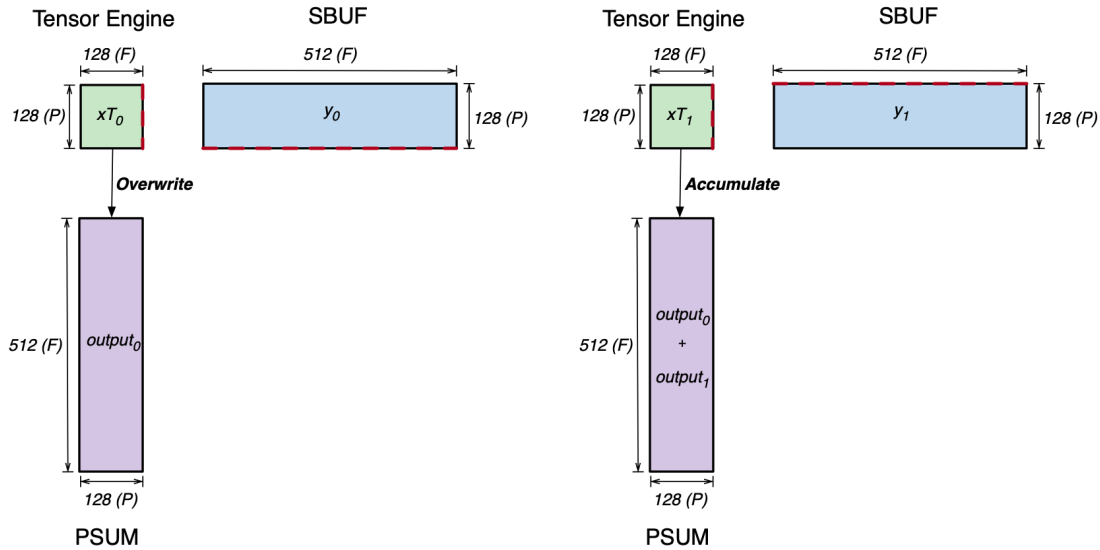 Tensor Engine
SBUF
128 (F)
512 (F)
128 (P)
xT0
y0
128 (P)
Overwrite
512 (F)
output0
128 (P)
PSUM
Tensor Engine
SBUF
128 (F)
512 (F)
128 (P)
xT1
y1
128 (P)
Accumulate
512 (F)
output0
+
output1
128 (P)
PSUM